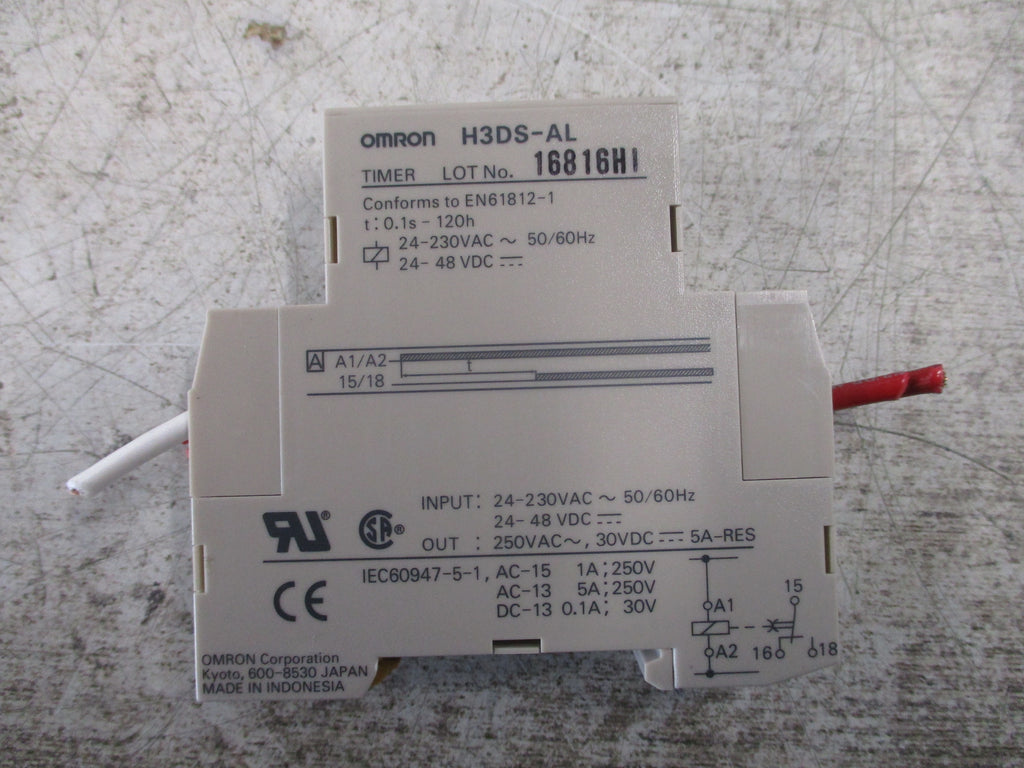 omron H3DS-AL
TIMER LOT No. 16816H1
Conforms to EN61812-1
t: 0.1s - 120h
24-230VAC ~ 50/60Hz
24- 48 VDC ⎓
A A1/A2
t
15/18
INPUT: 24-230VAC ~ 50/60Hz
24- 48 VDC ⎓
OUT : 250VAC~, 30VDC ⎓ 5A-RES
RU®
SA®
CE
IEC60947-5-1, AC-15 1A; 250V
AC-13 5A; 250V
DC-13 0.1A; 30V
15
A1
A2 16 18
OMRON Corporation
Kyoto, 600-8530 JAPAN
MADE IN INDONESIA